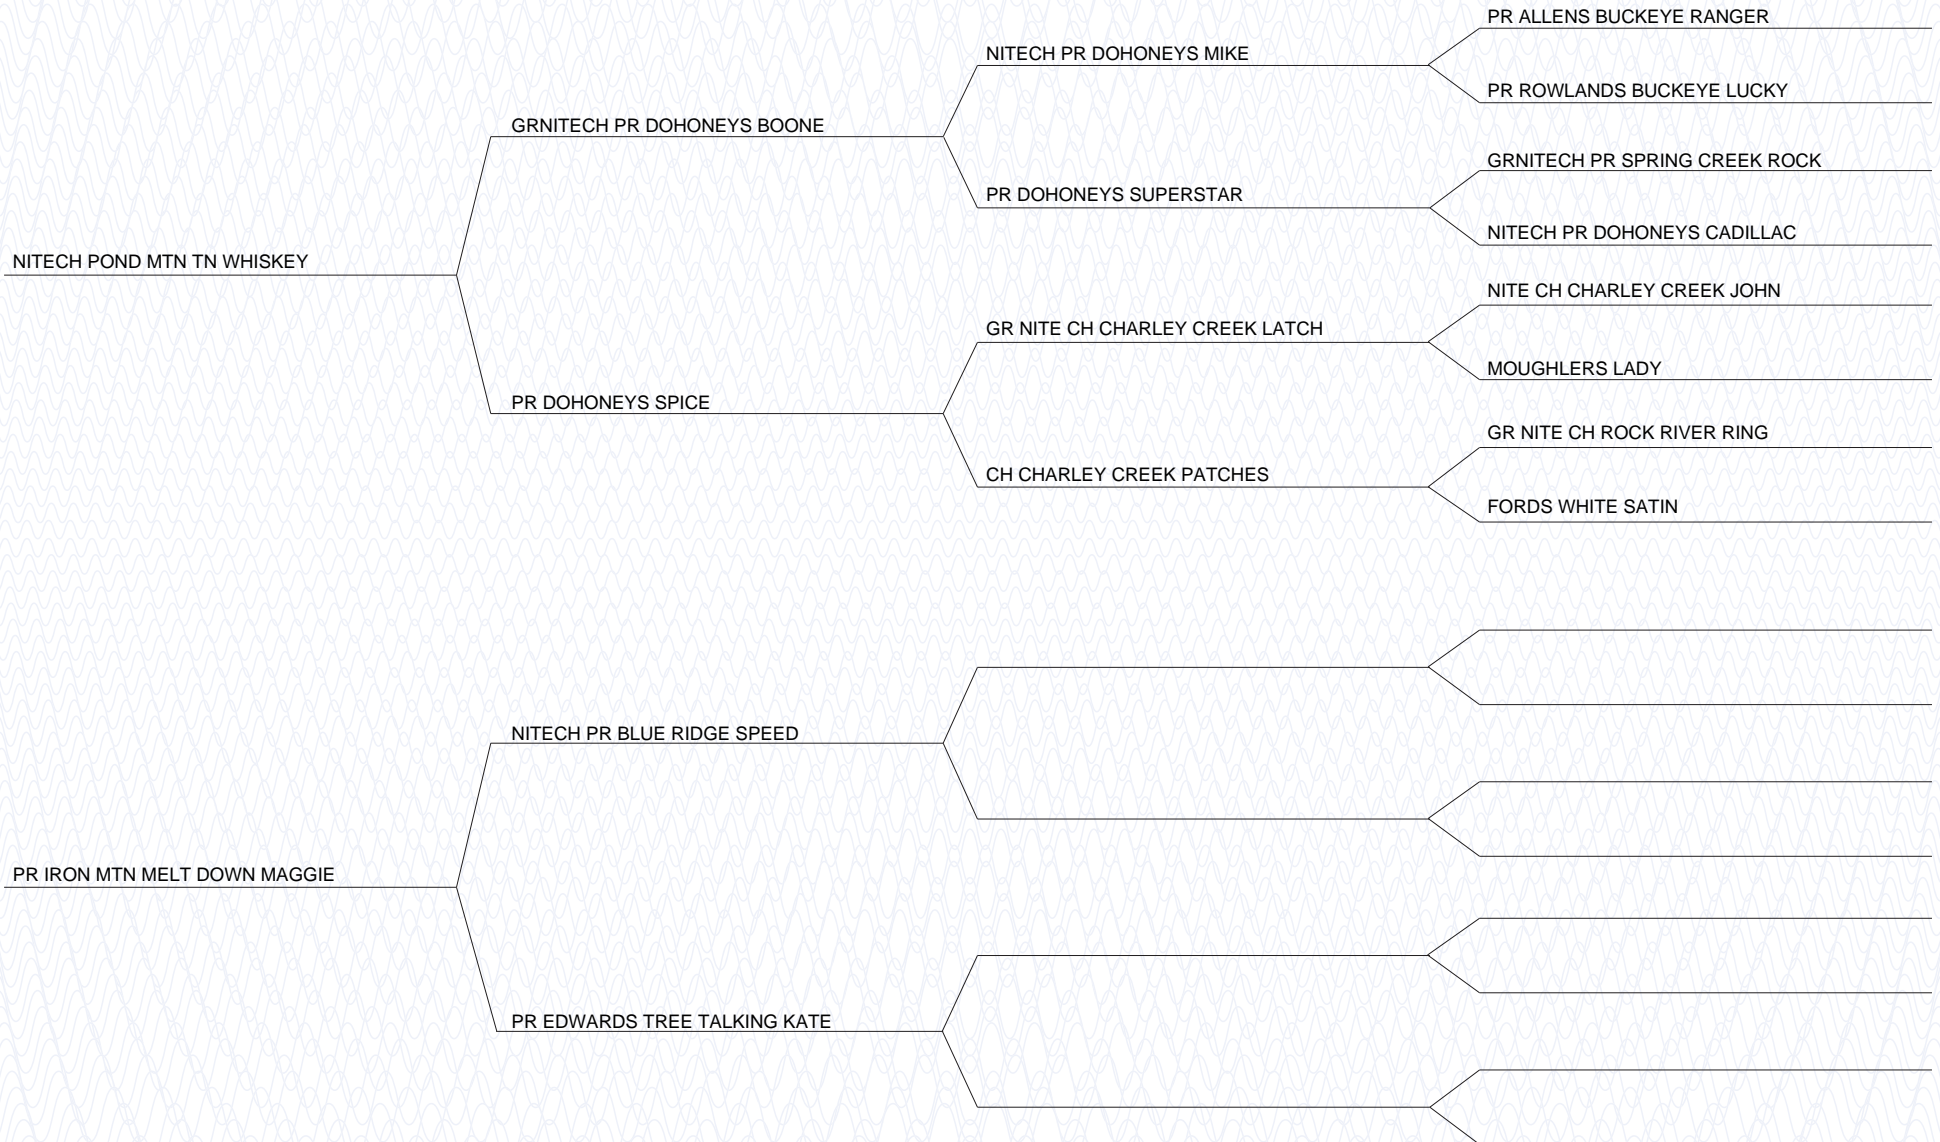 PR ALLENS BUCKEYE RANGER
NITECH PR DOHONEYS MIKE
PR ROWLANDS BUCKEYE LUCKY
GRNITECH PR DOHONEYS BOONE
GRNITECH PR SPRING CREEK ROCK
PR DOHONEYS SUPERSTAR
NITECH PR DOHONEYS CADILLAC
NITECH POND MTN TN WHISKEY
NITE CH CHARLEY CREEK JOHN
GR NITE CH CHARLEY CREEK LATCH
MOUGHLERS LADY
PR DOHONEYS SPICE
GR NITE CH ROCK RIVER RING
CH CHARLEY CREEK PATCHES
FORDS WHITE SATIN
NITECH PR BLUE RIDGE SPEED
PR IRON MTN MELT DOWN MAGGIE
PR EDWARDS TREE TALKING KATE